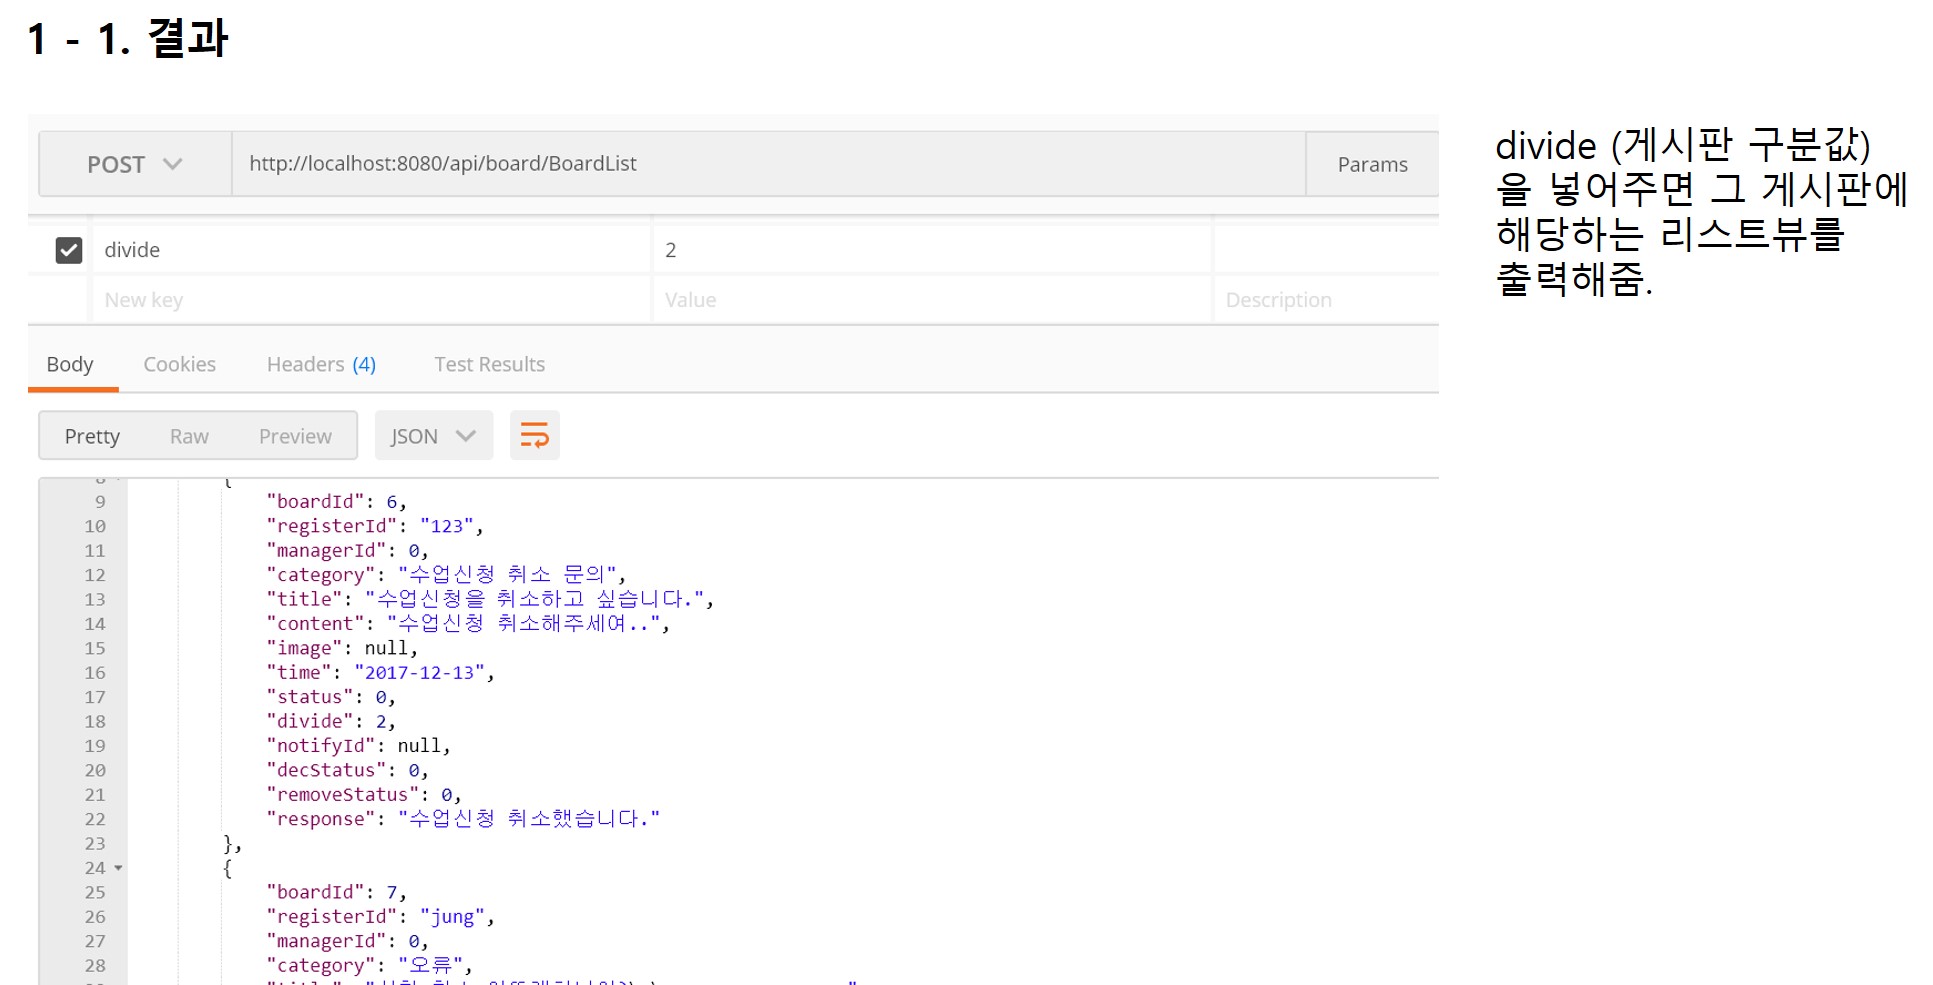 1 - 1. 결과
POST
http://localhost:8080/api/board/BoardList
Params
divide (게시판 구분값)
을 넣어주면 그 게시판에
해당하는 리스트뷰를
출력해줌.
divide 2
New key Value Description
Body Cookies Headers (4) Test Results
Pretty Raw Preview JSON
8 {
9 "boardId": 6,
10 "registerId": "123",
11 "managerId": 0,
12 "category": "수업신청 취소 문의",
13 "title": "수업신청을 취소하고 싶습니다.",
14 "content": "수업신청 취소해주세여..",
15 "image": null,
16 "time": "2017-12-13",
17 "status": 0,
18 "divide": 2,
19 "notifyId": null,
20 "decStatus": 0,
21 "removeStatus": 0,
22 "response": "수업신청 취소했습니다."
23 },
24 {
25 "boardId": 7,
26 "registerId": "jung",
27 "managerId": 0,
28 "category": "오류",